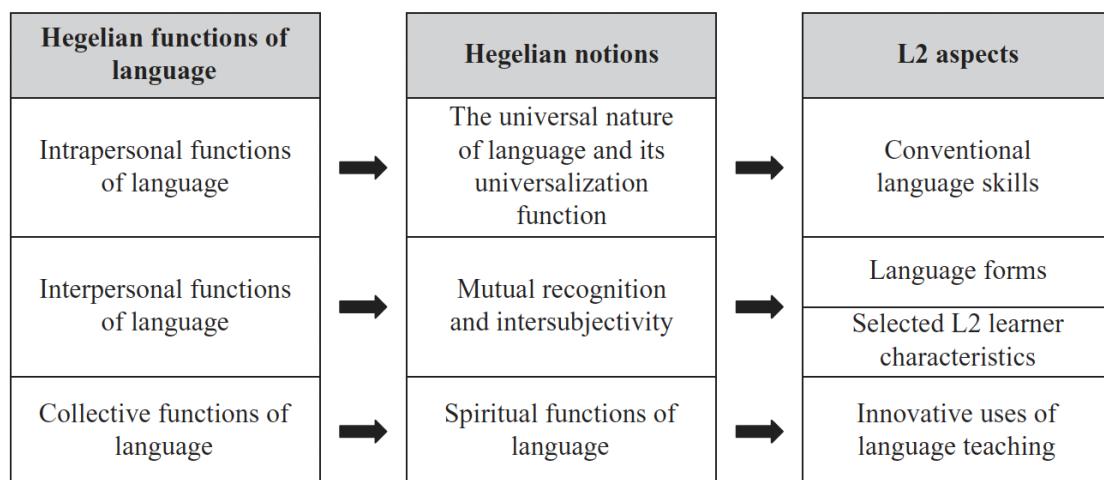 Hegelian functions of
language
Hegelian notions
L2 aspects
Intrapersonal functions
of language
The universal nature
of language and its
universalization
function
Conventional
language skills
Interpersonal functions
of language
Mutual recognition
and intersubjectivity
Language forms
Selected L2 learner
characteristics
Collective functions of
language
Spiritual functions of
language
Innovative uses of
language teaching